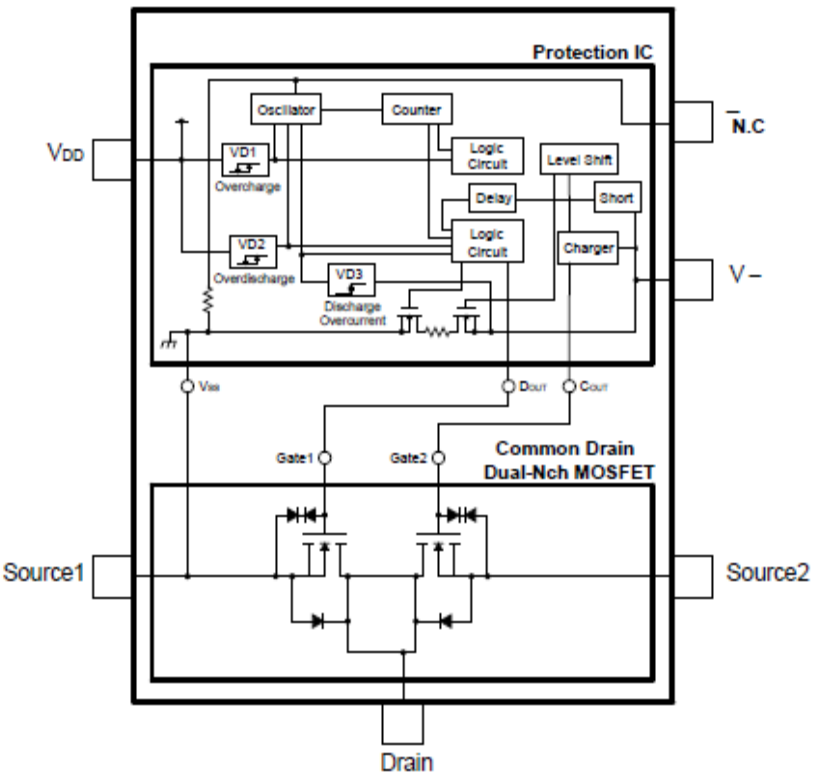 Protection IC
Oscillator
Counter
N.C
VDD
VD1
Overcharge
Logic
Circuit
Level Shift
Delay
Short
VD2
Overdischarge
Logic
Circuit
Charger
VD3
Discharge
Overcurrent
V –
VSS
DOUT
COUT
Gate1
Gate2
Common Drain
Dual-Nch MOSFET
Source1
Source2
Drain